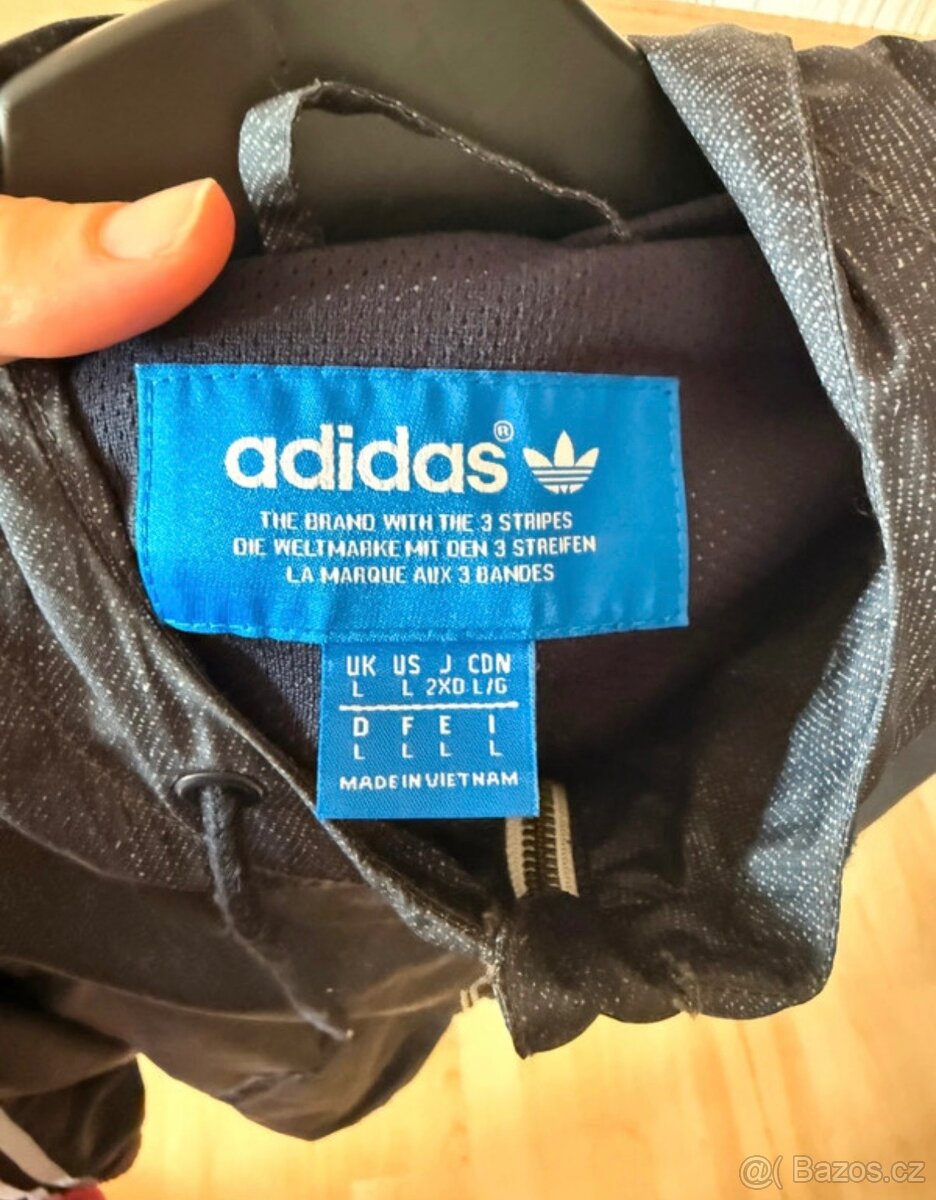 adidas®
THE BRAND WITH THE 3 STRIPES
DIE WELTMARKE MIT DEN 3 STREIFEN
LA MARQUE AUX 3 BANDES
UK US J CDN
L L 2XO L/G
D F E I
L L L L
MADE IN VIETNAM
@( Bazos.cz